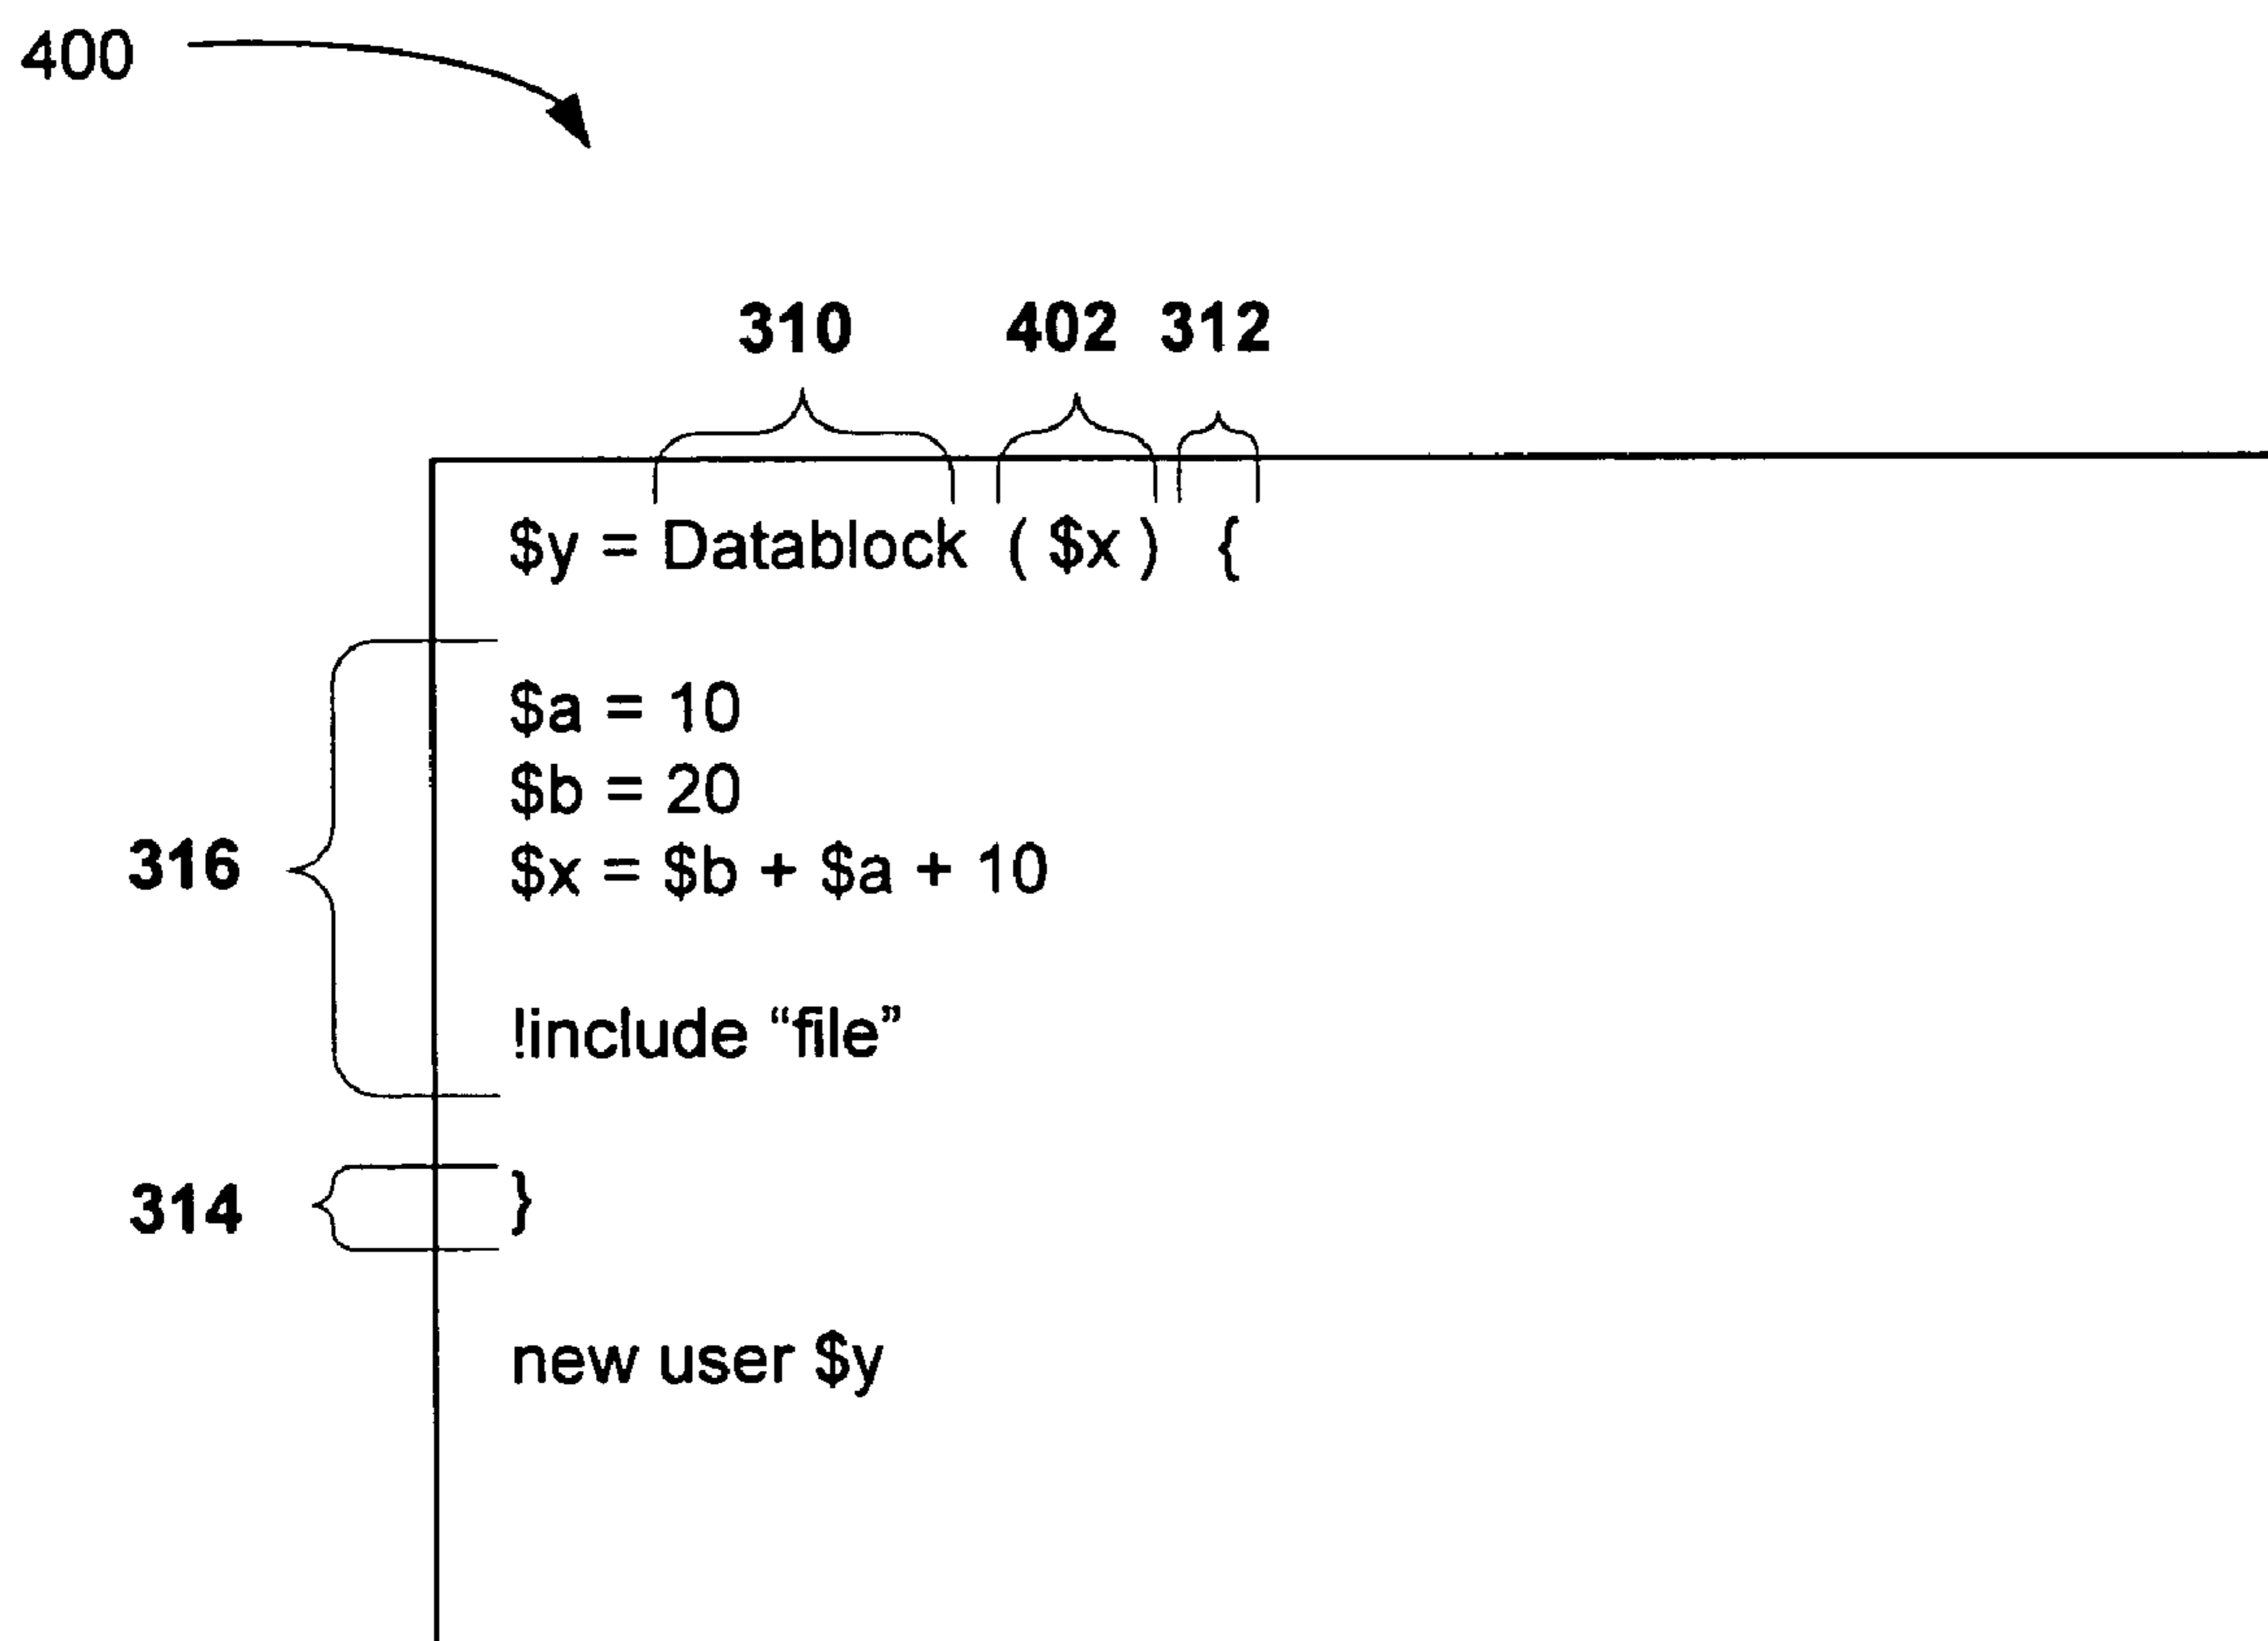 400
310 402 312
$y = Datablock ( $x ) {
$a = 10
$b = 20
316
$x = $b + $a + 10
!include “file”
314 }
new user $y